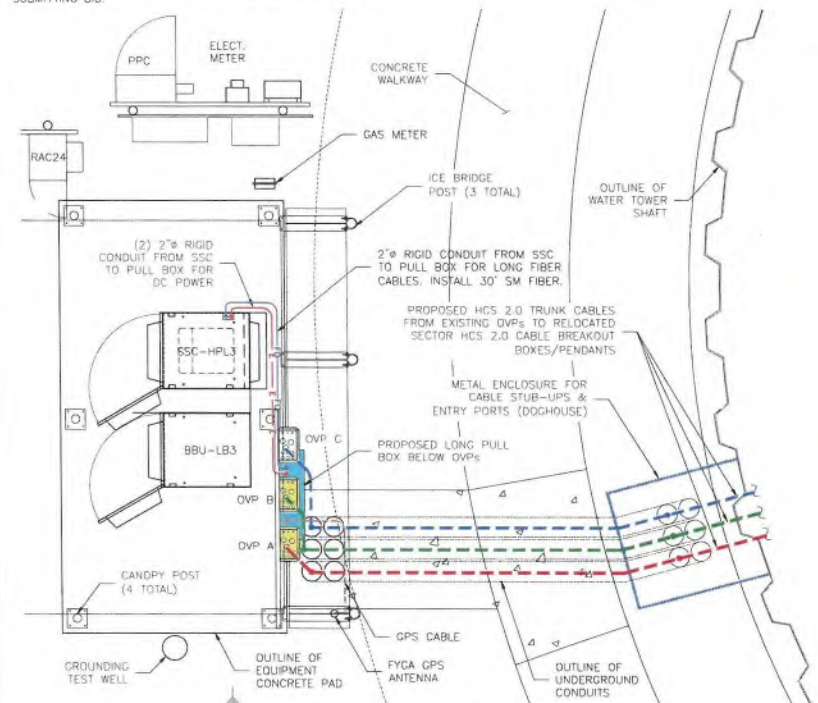 SUBMITTING BID.
PPC
ELECT.
METER
CONCRETE
WALKWAY
GAS METER
RAC24
ICE BRIDGE
POST (3 TOTAL)
OUTLINE OF
WATER TOWER
SHAFT
(2) 2"ø RIGID
CONDUIT FROM SSC
TO PULL BOX FOR
DC POWER
2"ø RIGID CONDUIT FROM SSC
TO PULL BOX FOR LONG FIBER
CABLES. INSTALL 30' SM FIBER.
PROPOSED HCS 2.0 TRUNK CABLES
FROM EXISTING OVPs TO RELOCATED
SECTOR HCS 2.0 CABLE BREAKOUT
BOXES/PENDANTS
SSC-HPL3
METAL ENCLOSURE FOR
CABLE STUB-UPS &
ENTRY PORTS (DOGHOUSE)
OVP C
BBU-LB3
PROPOSED LONG PULL
BOX BELOW OVPs
OVP B
OVP A
CANOPY POST
(4 TOTAL)
GPS CABLE
GROUNDING
TEST WELL
OUTLINE OF
EQUIPMENT
CONCRETE PAD
FYGA GPS
ANTENNA
OUTLINE OF
UNDERGROUND
CONDUITS